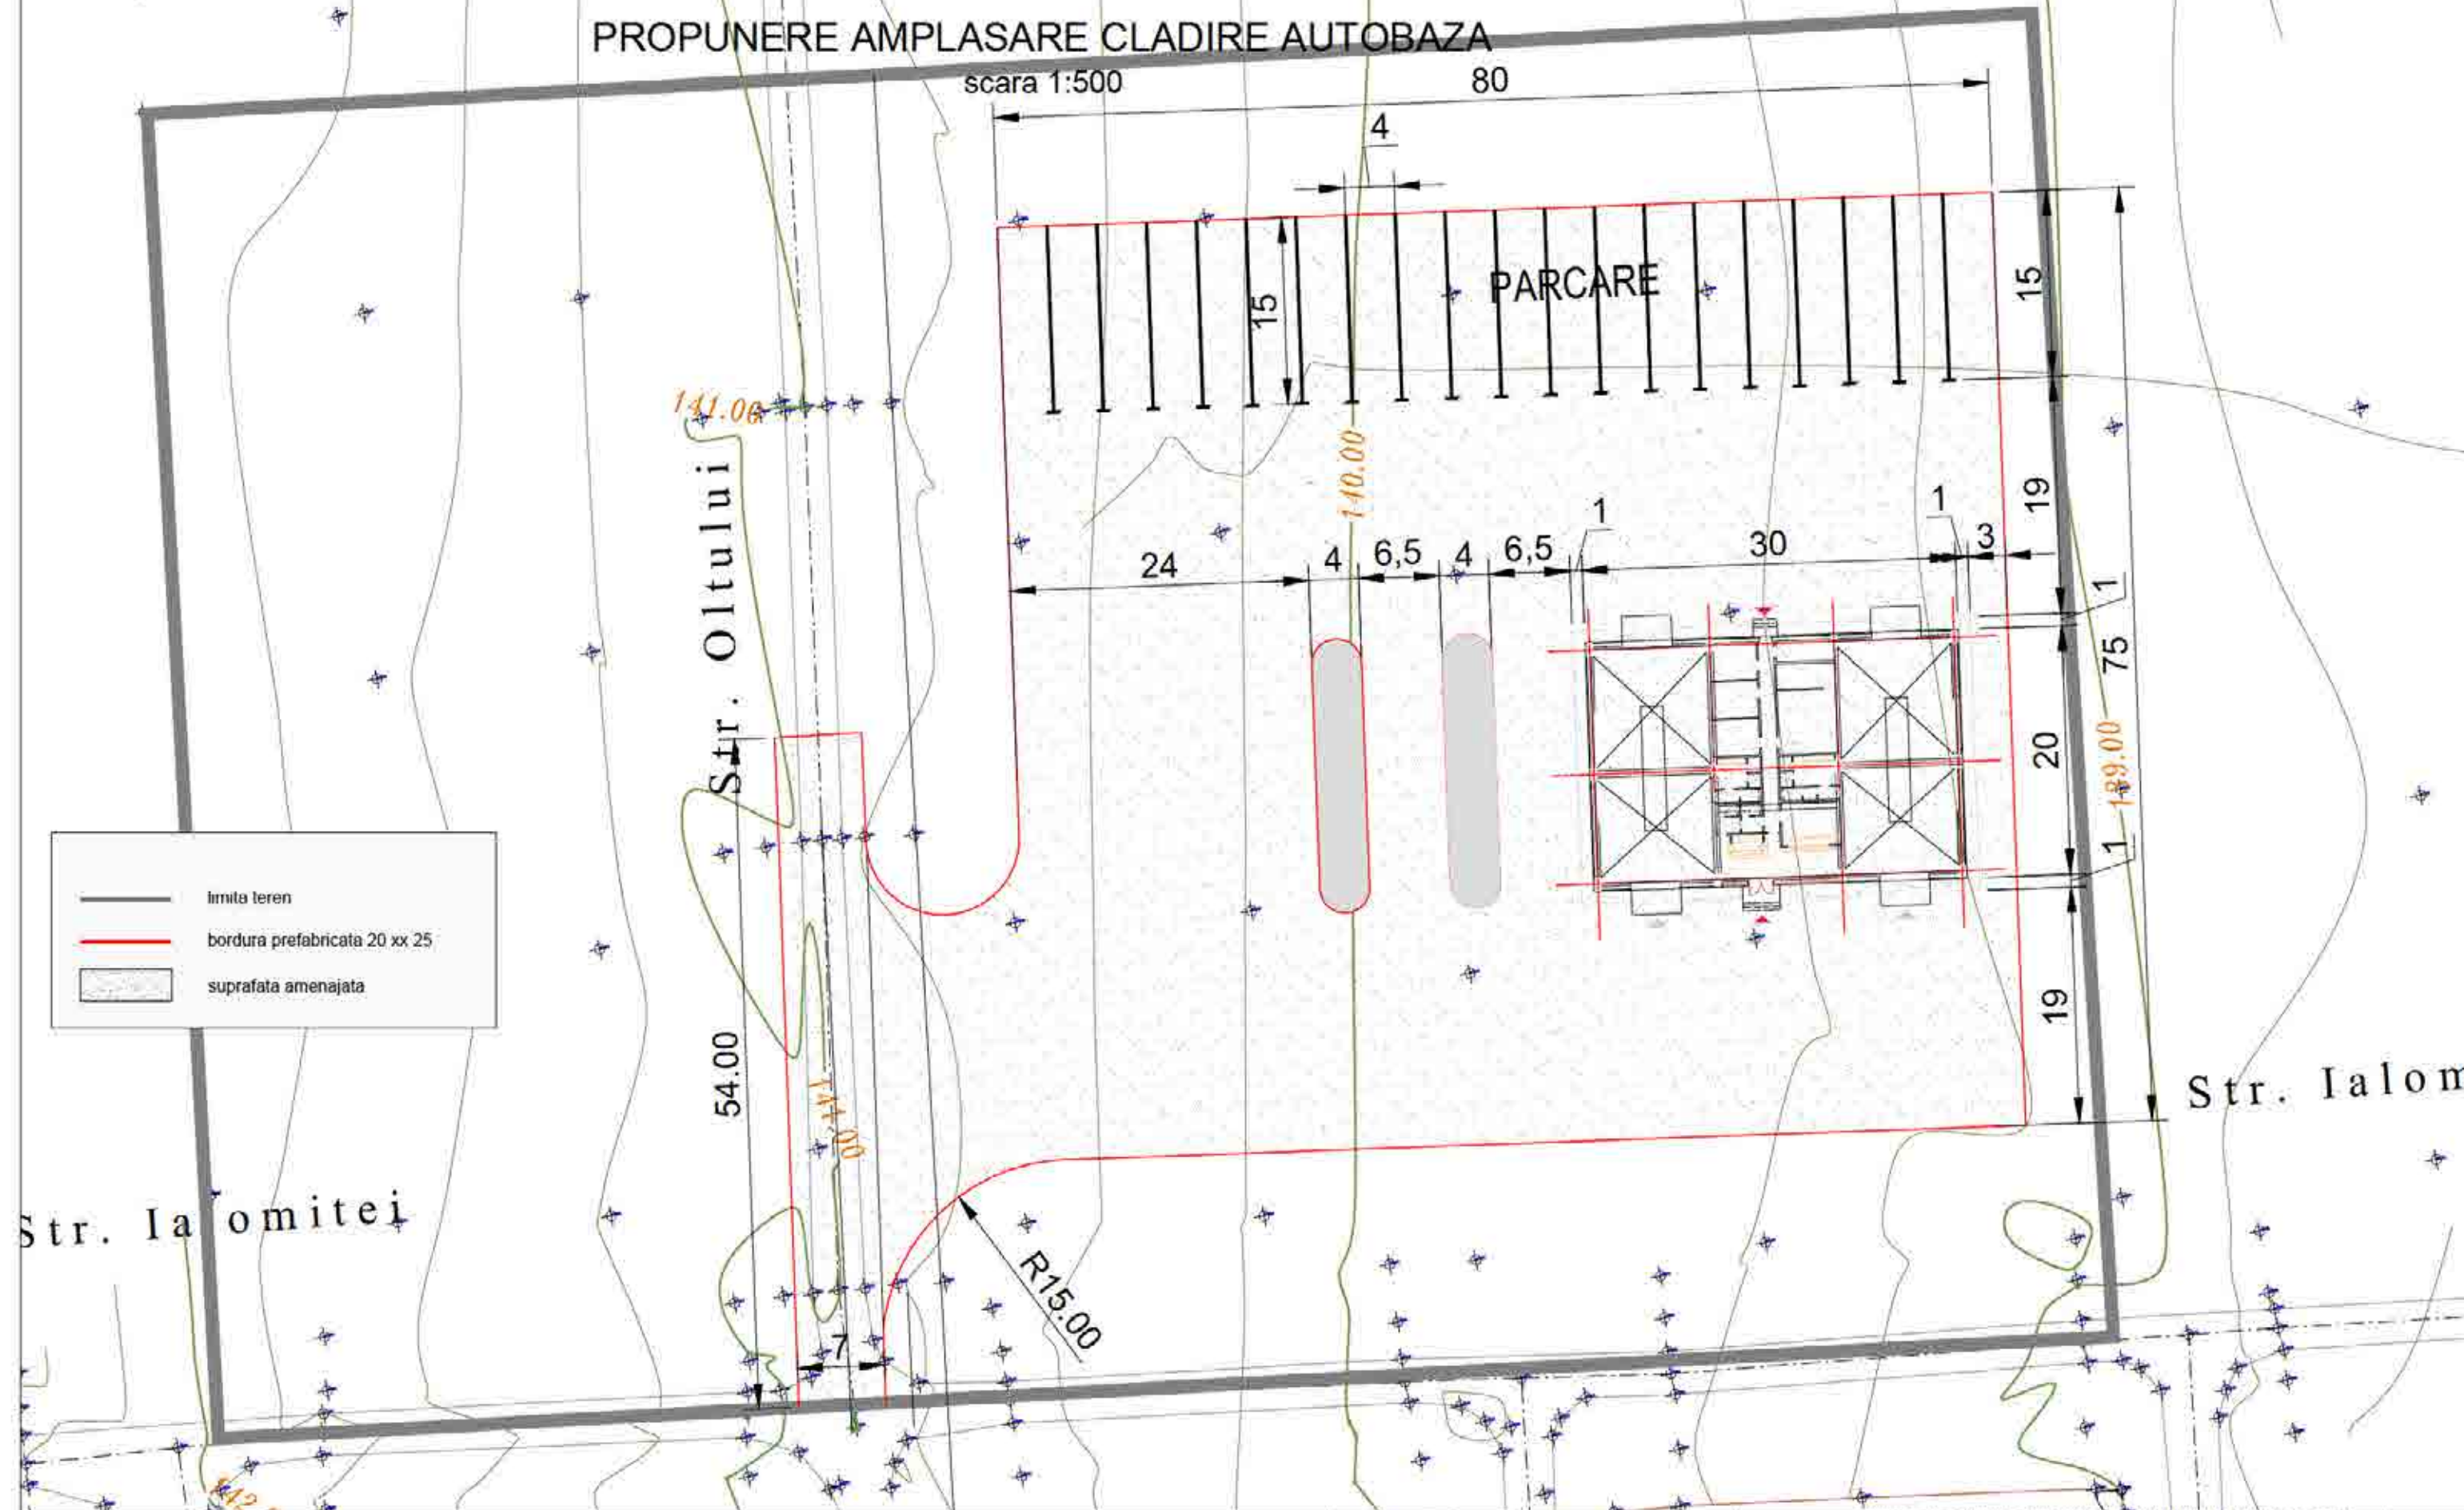 PROPUNERE AMPLASARE CLADIRE AUTOBAZA
scara 1:500
80
4
15
PARCARE
15
141.00
140.00
19
1
1
24
4
6,5
4
6,5
30
3
1
75
20
139.00
1
19
Str. Oltului
limita teren
bordura prefabricata 20 xx 25
suprafata amenajata
54.00
141.00
Str. Ialomitei
Str. Ialom
R15.00
7